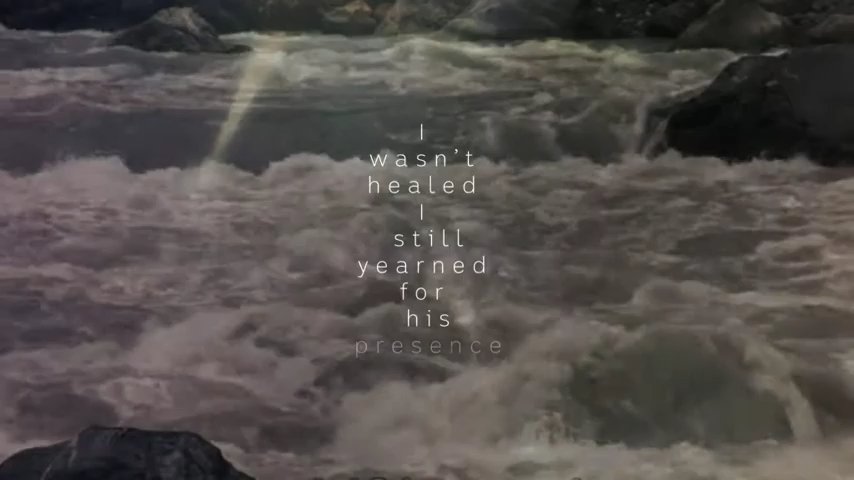 I
wasn't
healed
I
still
yearned
for
his
presence